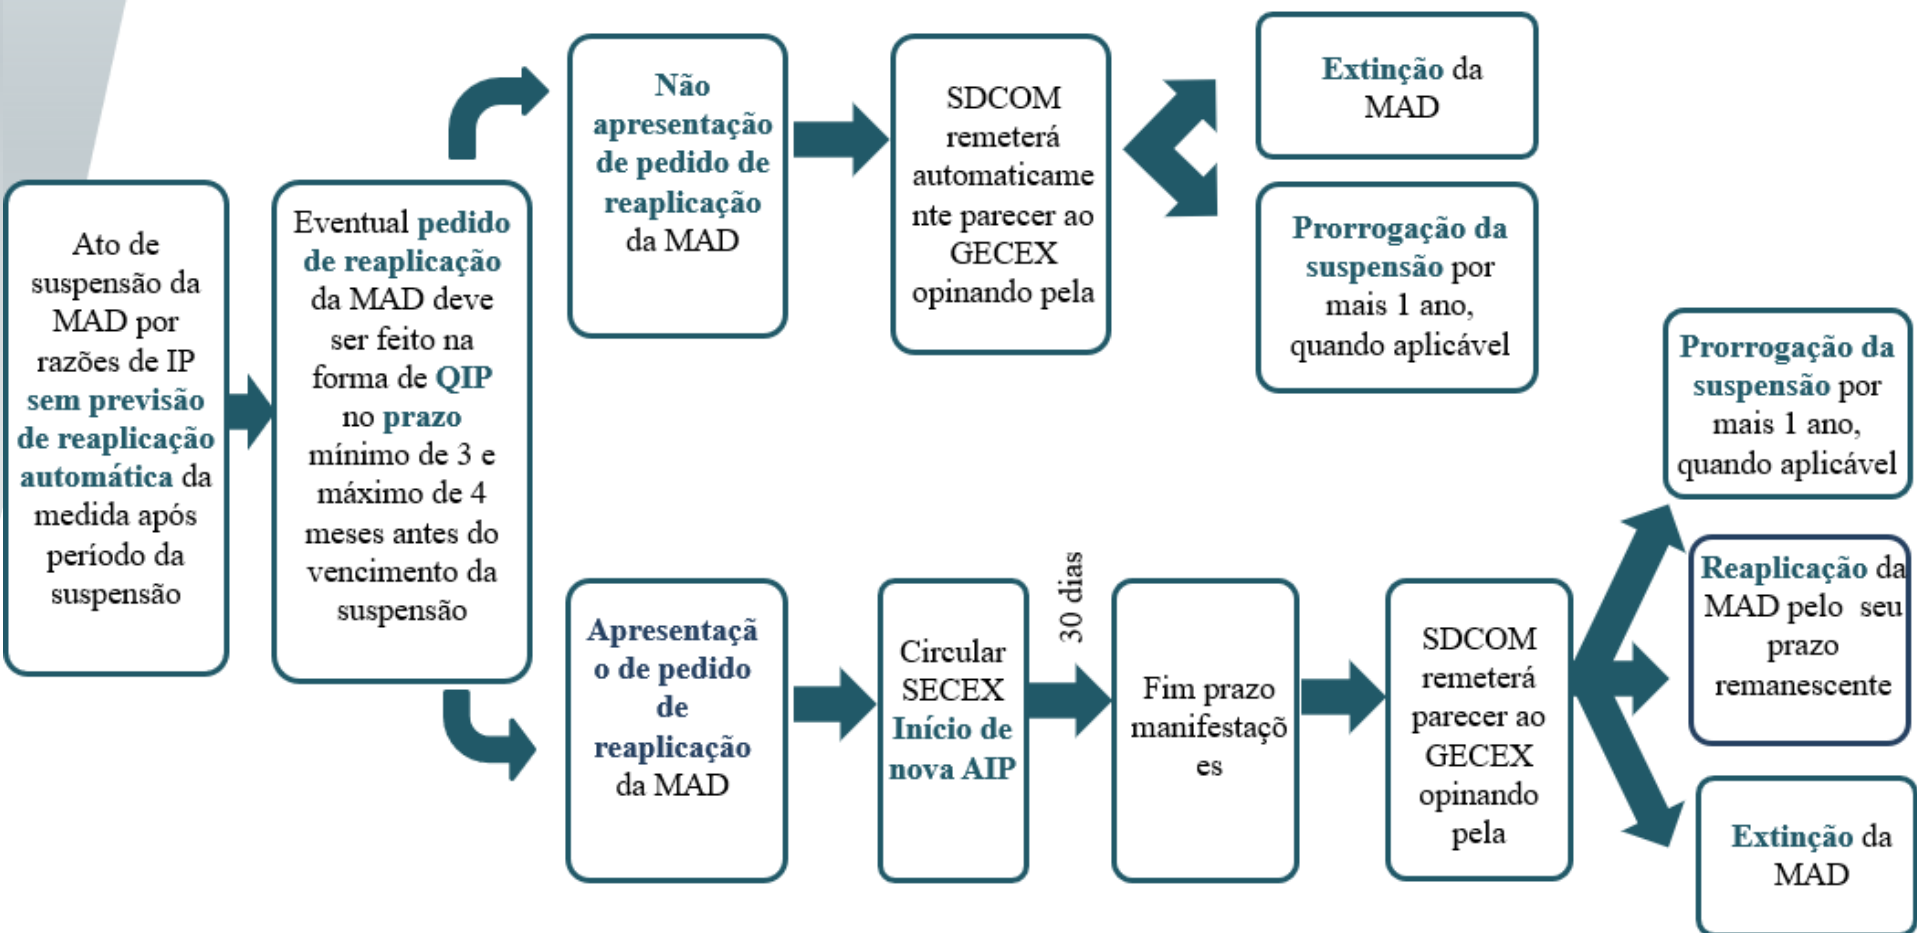 Ato de
suspensão da
MAD por
razões de IP
sem previsão
de reaplicação
automática da
medida após
período da
suspensão
Eventual pedido
de reaplicação
da MAD deve
ser feito na
forma de QIP
no prazo
mínimo de 3 e
máximo de 4
meses antes do
vencimento da
suspensão
Não
apresentação
de pedido de
reaplicação
da MAD
SDCOM
remeterá
automaticame
nte parecer ao
GECEX
opinando pela
Extinção da
MAD
Prorrogação da
suspensão por
mais 1 ano,
quando aplicável
Apresentaçã
o de pedido
de
reaplicação
da MAD
Circular
SECEX
Início de
nova AIP
30 dias
Fim prazo
manifestaçõ
es
SDCOM
remeterá
parecer ao
GECEX
opinando
pela
Prorrogação da
suspensão por
mais 1 ano,
quando aplicável
Reaplicação da
MAD pelo seu
prazo
remanescente
Extinção da
MAD